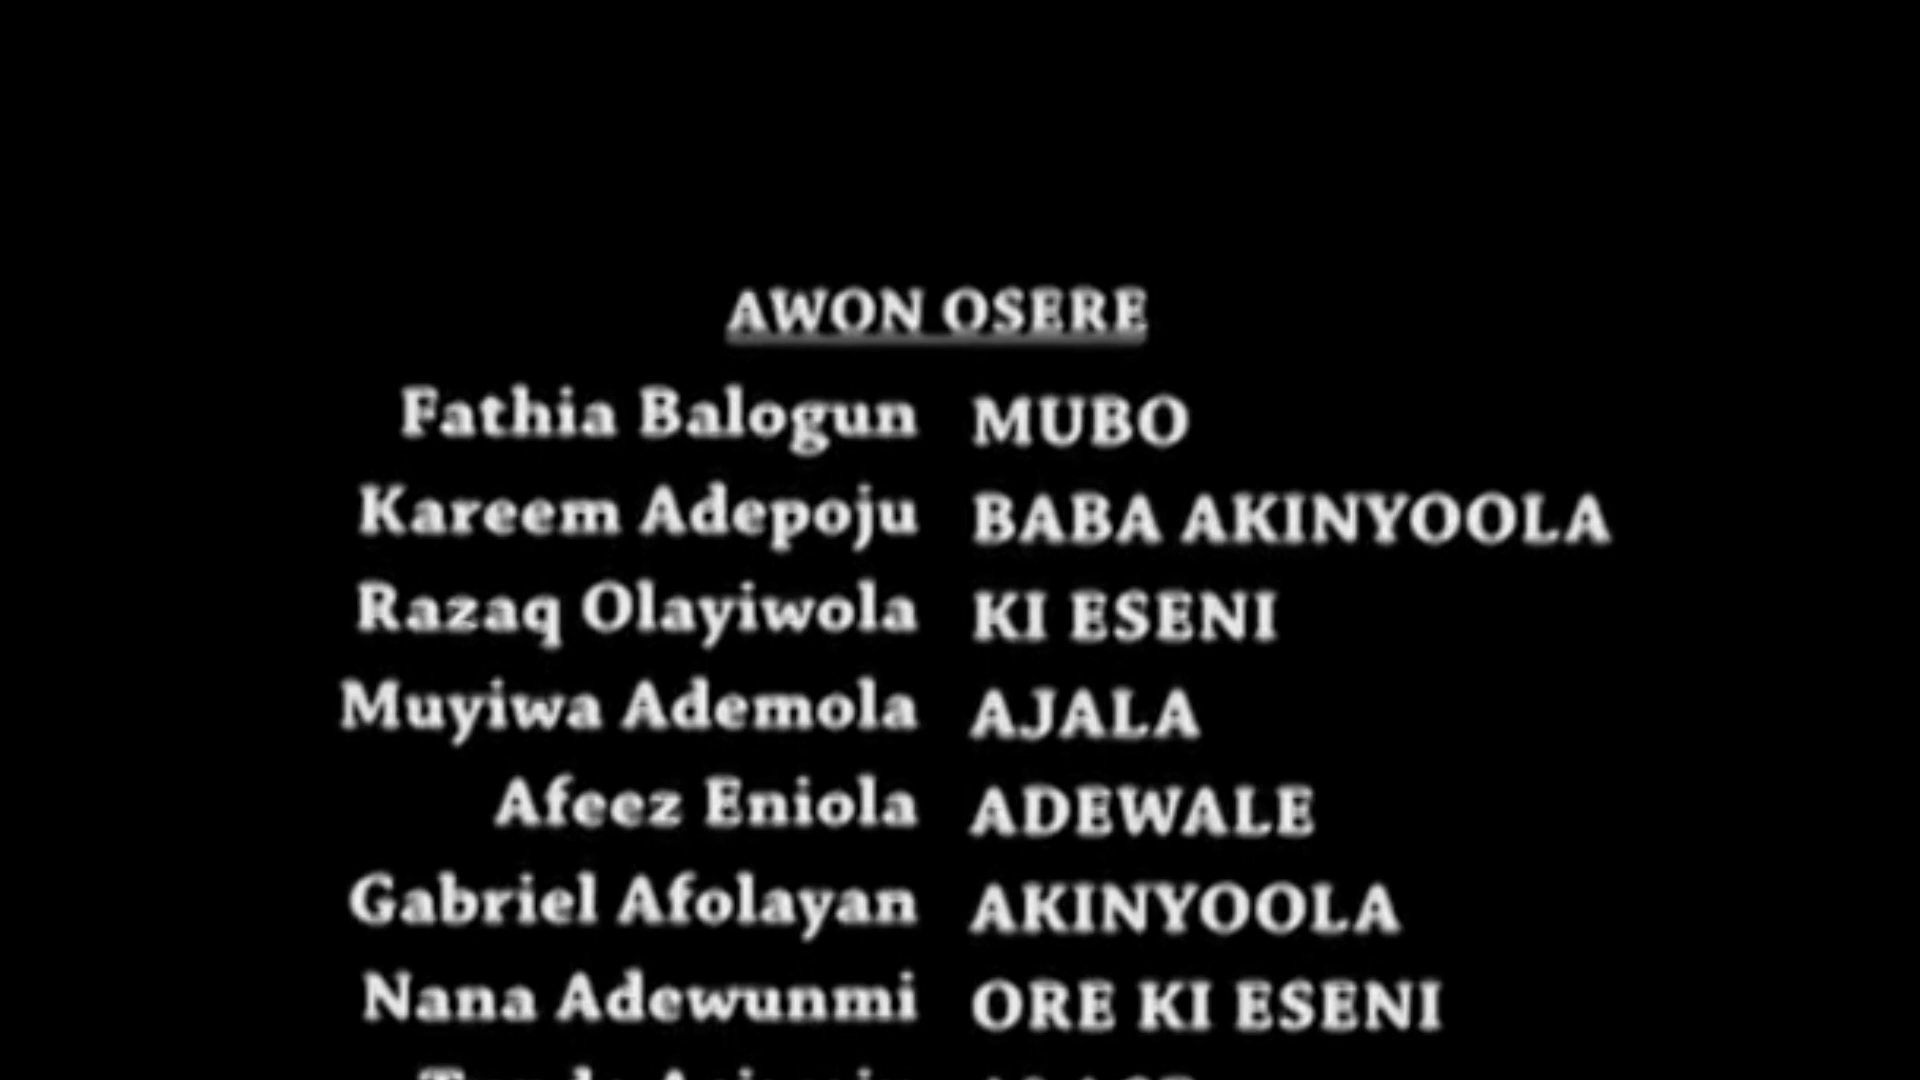 AWON OSERE
Fathia Balogun MUBO
Kareem Adepoju BABA AKINYOOLA
Razaq Olayiwola KI ESENI
Muyiwa Ademola AJALA
Afeez Eniola ADEWALE
Gabriel Afolayan AKINYOOLA
Nana Adewunmi ORE KI ESENI